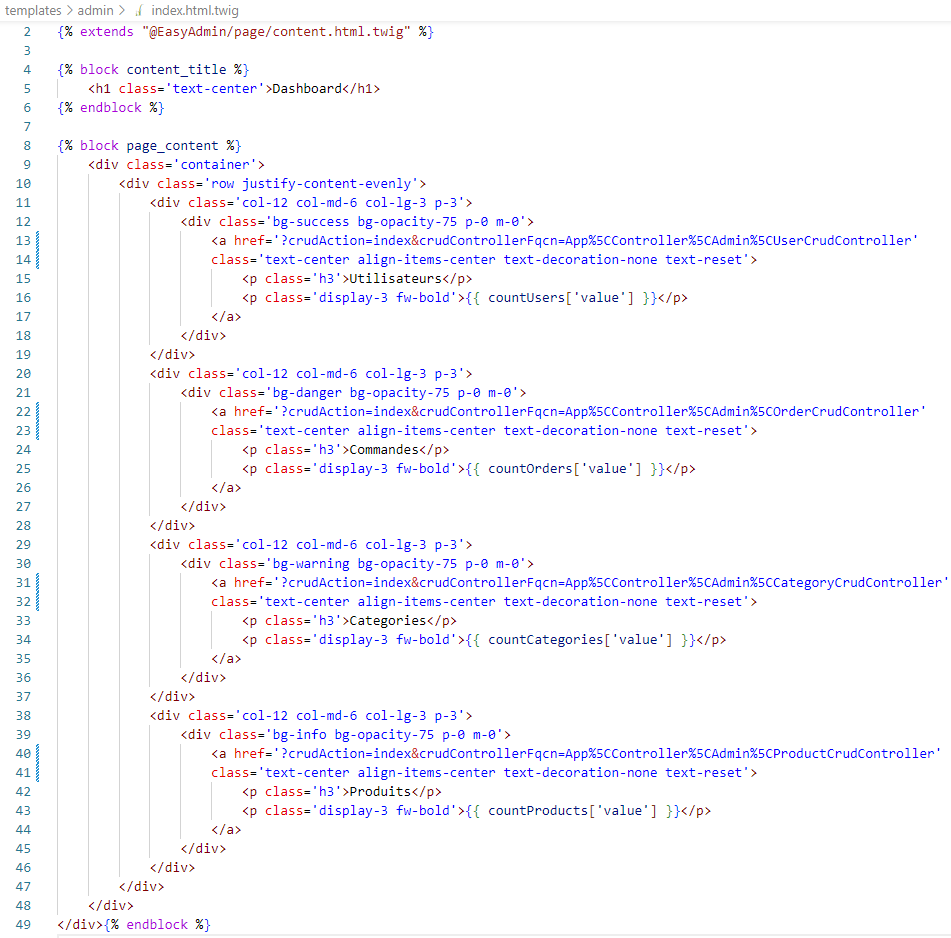 templates > admin > index.html.twig
2 {% extends "@EasyAdmin/page/content.html.twig" %}
3
4 {% block content_title %}
5 <h1 class='text-center'>Dashboard</h1>
6 {% endblock %}
7
8 {% block page_content %}
9 <div class='container'>
10 <div class='row justify-content-evenly'>
11 <div class='col-12 col-md-6 col-lg-3 p-3'>
12 <div class='bg-success bg-opacity-75 p-0 m-0'>
13 <a href='?crudAction=index&crudControllerFqcn=App%5CController%5CAdmin%5CUserCrudController'
14 class='text-center align-items-center text-decoration-none text-reset'>
15 <p class='h3'>Utilisateurs</p>
16 <p class='display-3 fw-bold'>{{ countUsers['value'] }}</p>
17 </a>
18 </div>
19 </div>
20 <div class='col-12 col-md-6 col-lg-3 p-3'>
21 <div class='bg-danger bg-opacity-75 p-0 m-0'>
22 <a href='?crudAction=index&crudControllerFqcn=App%5CController%5CAdmin%5COrderCrudController'
23 class='text-center align-items-center text-decoration-none text-reset'>
24 <p class='h3'>Commandes</p>
25 <p class='display-3 fw-bold'>{{ countOrders['value'] }}</p>
26 </a>
27 </div>
28 </div>
29 <div class='col-12 col-md-6 col-lg-3 p-3'>
30 <div class='bg-warning bg-opacity-75 p-0 m-0'>
31 <a href='?crudAction=index&crudControllerFqcn=App%5CController%5CAdmin%5CCategoryCrudController'
32 class='text-center align-items-center text-decoration-none text-reset'>
33 <p class='h3'>Categories</p>
34 <p class='display-3 fw-bold'>{{ countCategories['value'] }}</p>
35 </a>
36 </div>
37 </div>
38 <div class='col-12 col-md-6 col-lg-3 p-3'>
39 <div class='bg-info bg-opacity-75 p-0 m-0'>
40 <a href='?crudAction=index&crudControllerFqcn=App%5CController%5CAdmin%5CProductCrudController'
41 class='text-center align-items-center text-decoration-none text-reset'>
42 <p class='h3'>Produits</p>
43 <p class='display-3 fw-bold'>{{ countProducts['value'] }}</p>
44 </a>
45 </div>
46 </div>
47 </div>
48 </div>
49 </div>{% endblock %}